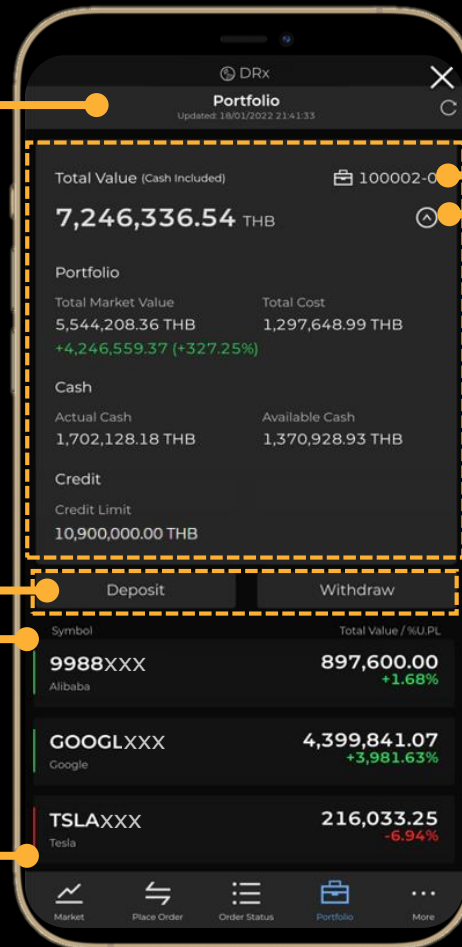 DRx
Portfolio
Updated: 18/01/2022 21:41:33
Total Value (Cash Included) 100002-0
7,246,336.54 THB
Portfolio
Total Market Value Total Cost
5,544,208.36 THB 1,297,648.99 THB
+4,246,559.37 (+327.25%)
Cash
Actual Cash Available Cash
1,702,128.18 THB 1,370,928.93 THB
Credit
Credit Limit
10,900,000.00 THB
Deposit Withdraw
Symbol Total Value / %U.PL
9988XXX 897,600.00
Alibaba +1.68%
GOOGLXXX 4,399,841.07
Google +3,981.63%
TSLAXXX 216,033.25
Tesla -6.94%
Market Place Order Order Status Portfolio More